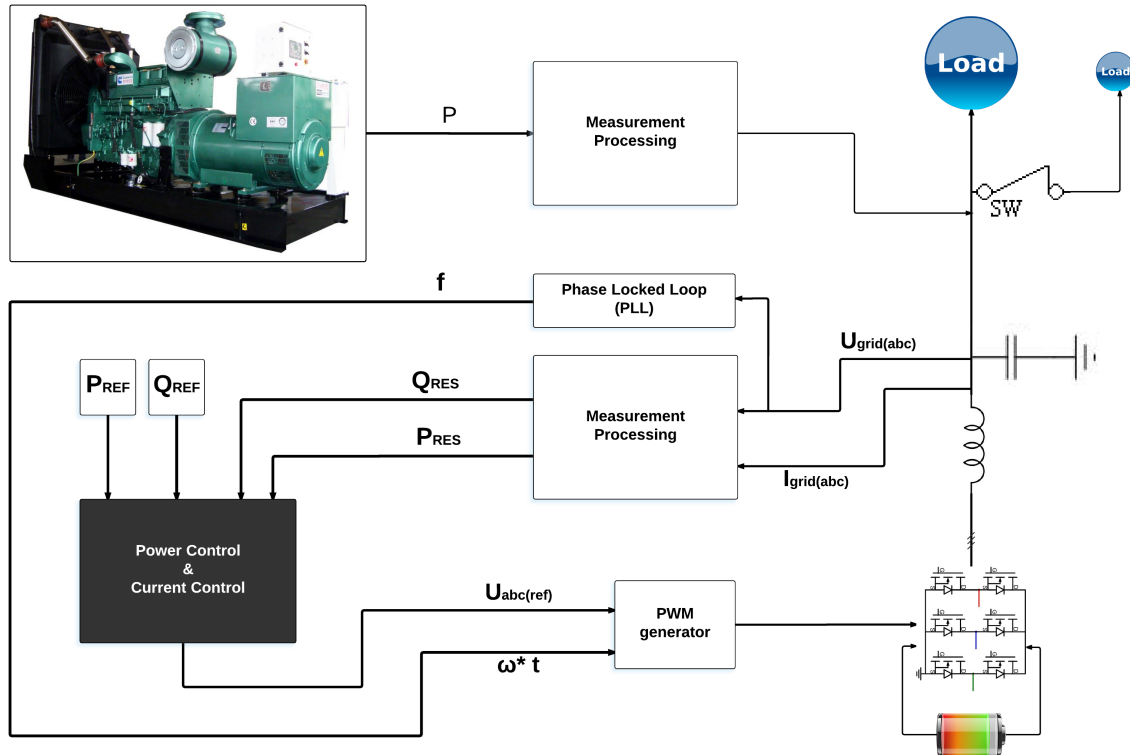 Load
Load
P
Measurement
Processing
SW
f
Phase Locked Loop
(PLL)
Ugrid(abc)
PREF
QREF
QRES
Measurement
Processing
PRES
Igrid(abc)
Power Control
&
Current Control
Uabc(ref)
PWM
generator
ω* t